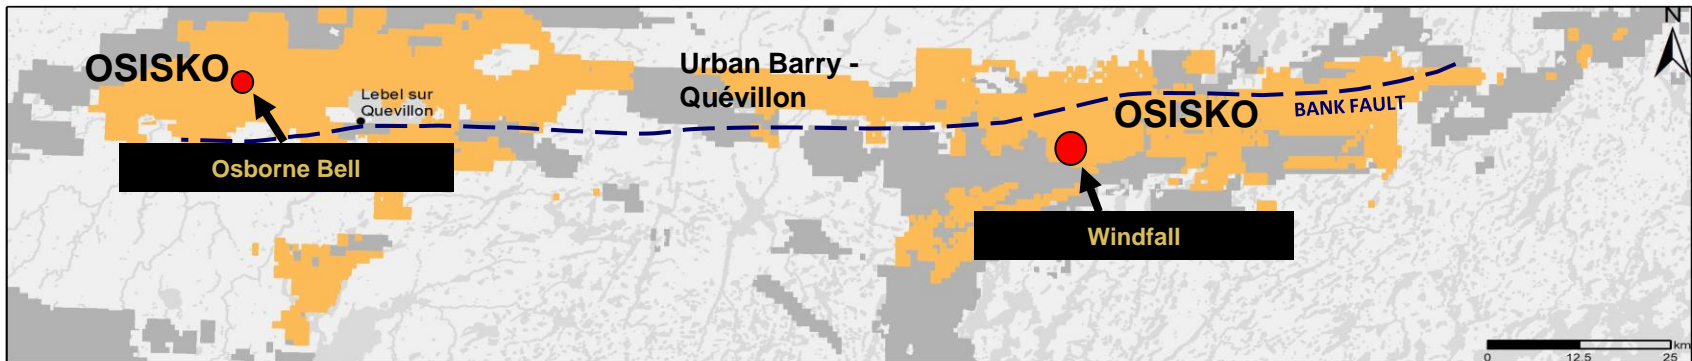 N
OSISKO
Urban Barry -
Quévillon
Lebel sur
Quevillon
OSISKO
BANK FAULT
Osborne Bell
Windfall
km
0 12.5 25